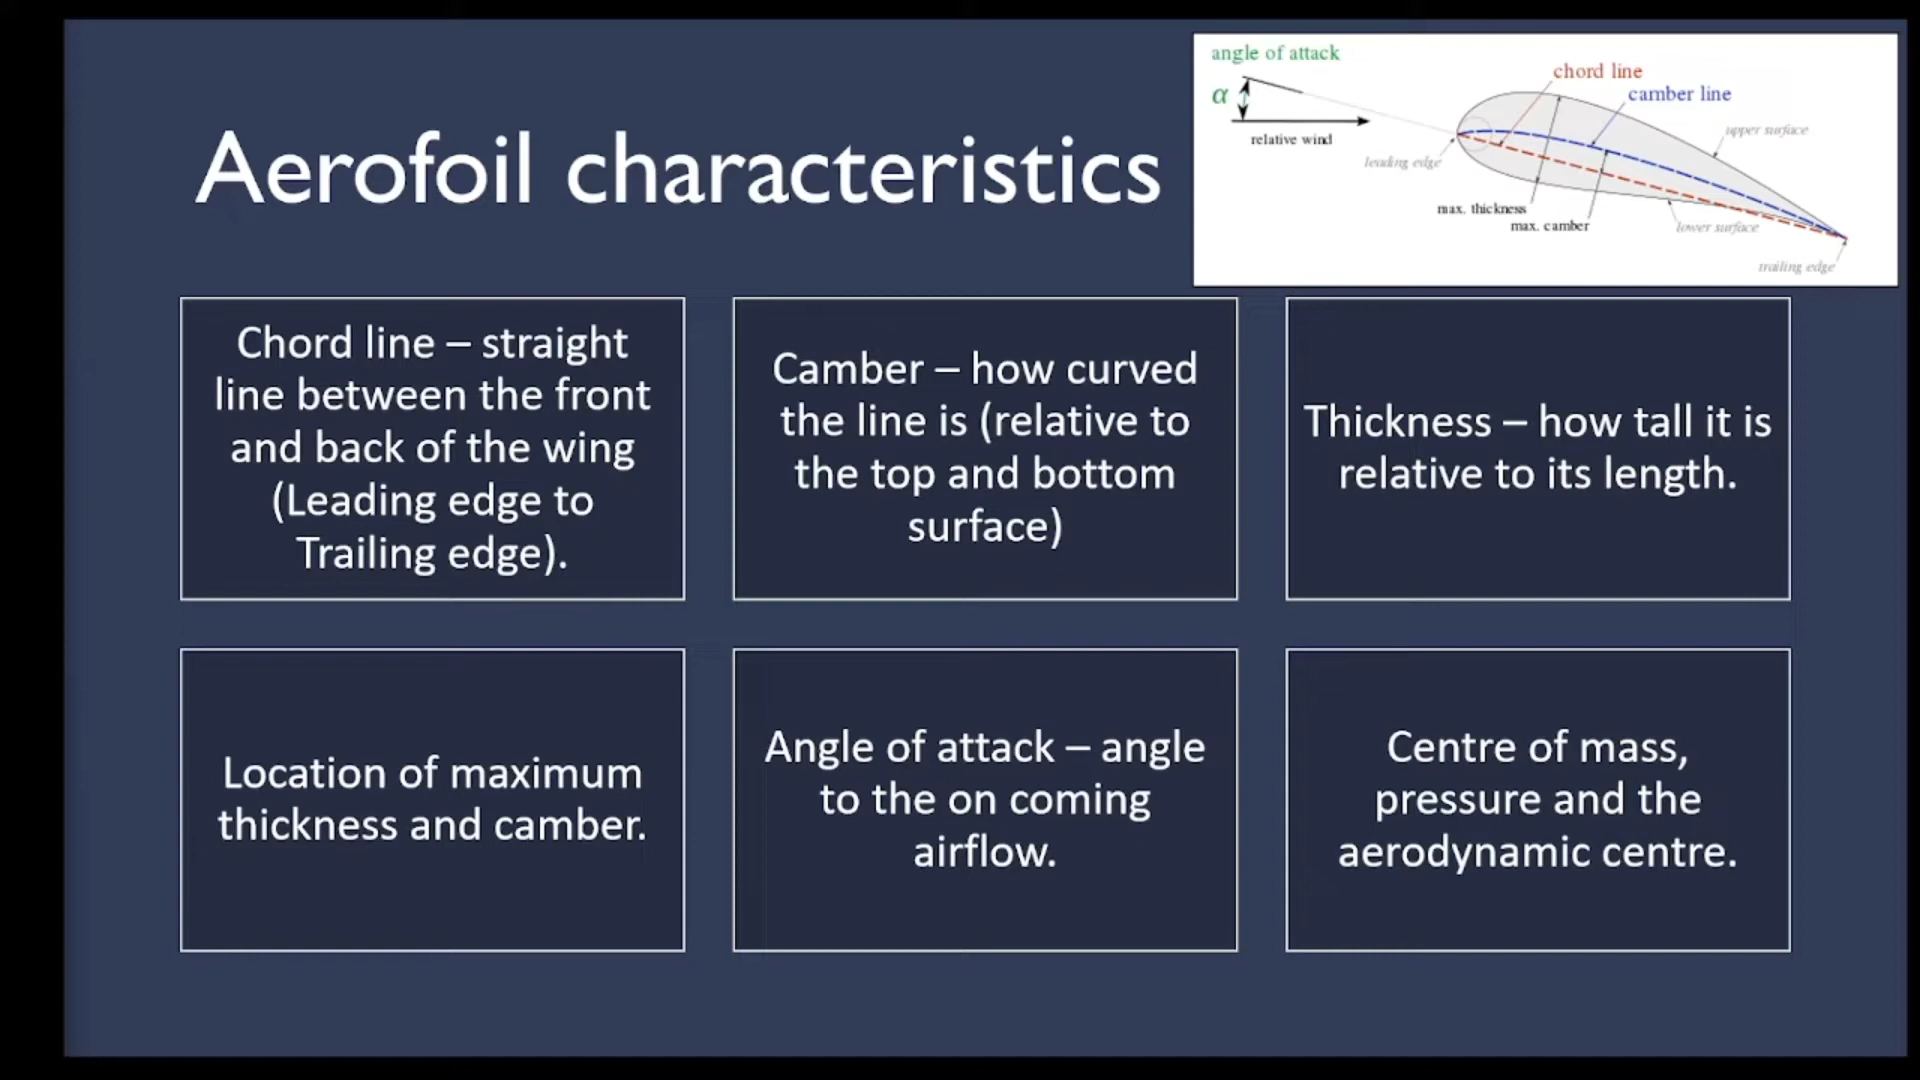 Aerofoil characteristics
angle of attack
α
relative wind
chord line
camber line
upper surface
leading edge
max. thickness
max. camber
lower surface
trailing edge
Chord line – straight
line between the front
and back of the wing
(Leading edge to
Trailing edge).
Camber – how curved
the line is (relative to
the top and bottom
surface)
Thickness – how tall it is
relative to its length.
Location of maximum
thickness and camber.
Angle of attack – angle
to the on coming
airflow.
Centre of mass,
pressure and the
aerodynamic centre.